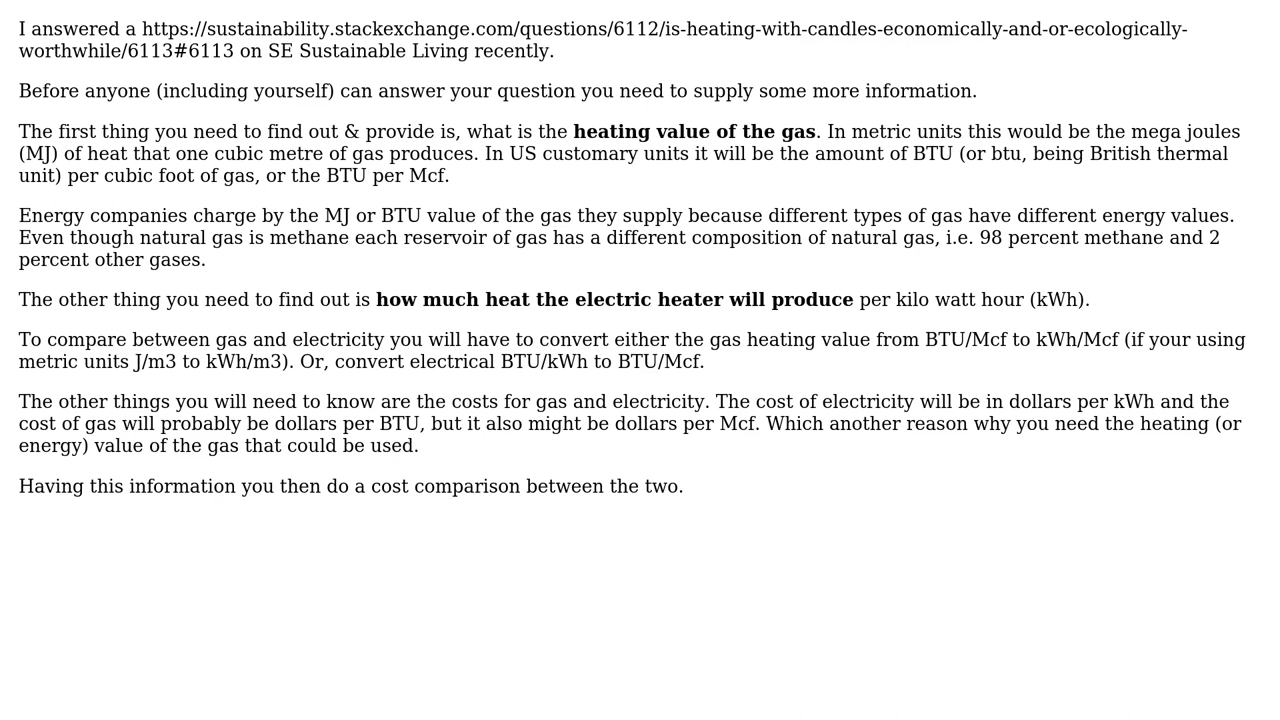 I answered a https://sustainability.stackexchange.com/questions/6112/is-heating-with-candles-economically-and-or-ecologically-
worthwhile/6113#6113 on SE Sustainable Living recently.
Before anyone (including yourself) can answer your question you need to supply some more information.
The first thing you need to find out & provide is, what is the heating value of the gas. In metric units this would be the mega joules
(MJ) of heat that one cubic metre of gas produces. In US customary units it will be the amount of BTU (or btu, being British thermal
unit) per cubic foot of gas, or the BTU per Mcf.
Energy companies charge by the MJ or BTU value of the gas they supply because different types of gas have different energy values.
Even though natural gas is methane each reservoir of gas has a different composition of natural gas, i.e. 98 percent methane and 2
percent other gases.
The other thing you need to find out is how much heat the electric heater will produce per kilo watt hour (kWh).
To compare between gas and electricity you will have to convert either the gas heating value from BTU/Mcf to kWh/Mcf (if your using
metric units J/m3 to kWh/m3). Or, convert electrical BTU/kWh to BTU/Mcf.
The other things you will need to know are the costs for gas and electricity. The cost of electricity will be in dollars per kWh and the
cost of gas will probably be dollars per BTU, but it also might be dollars per Mcf. Which another reason why you need the heating (or
energy) value of the gas that could be used.
Having this information you then do a cost comparison between the two.